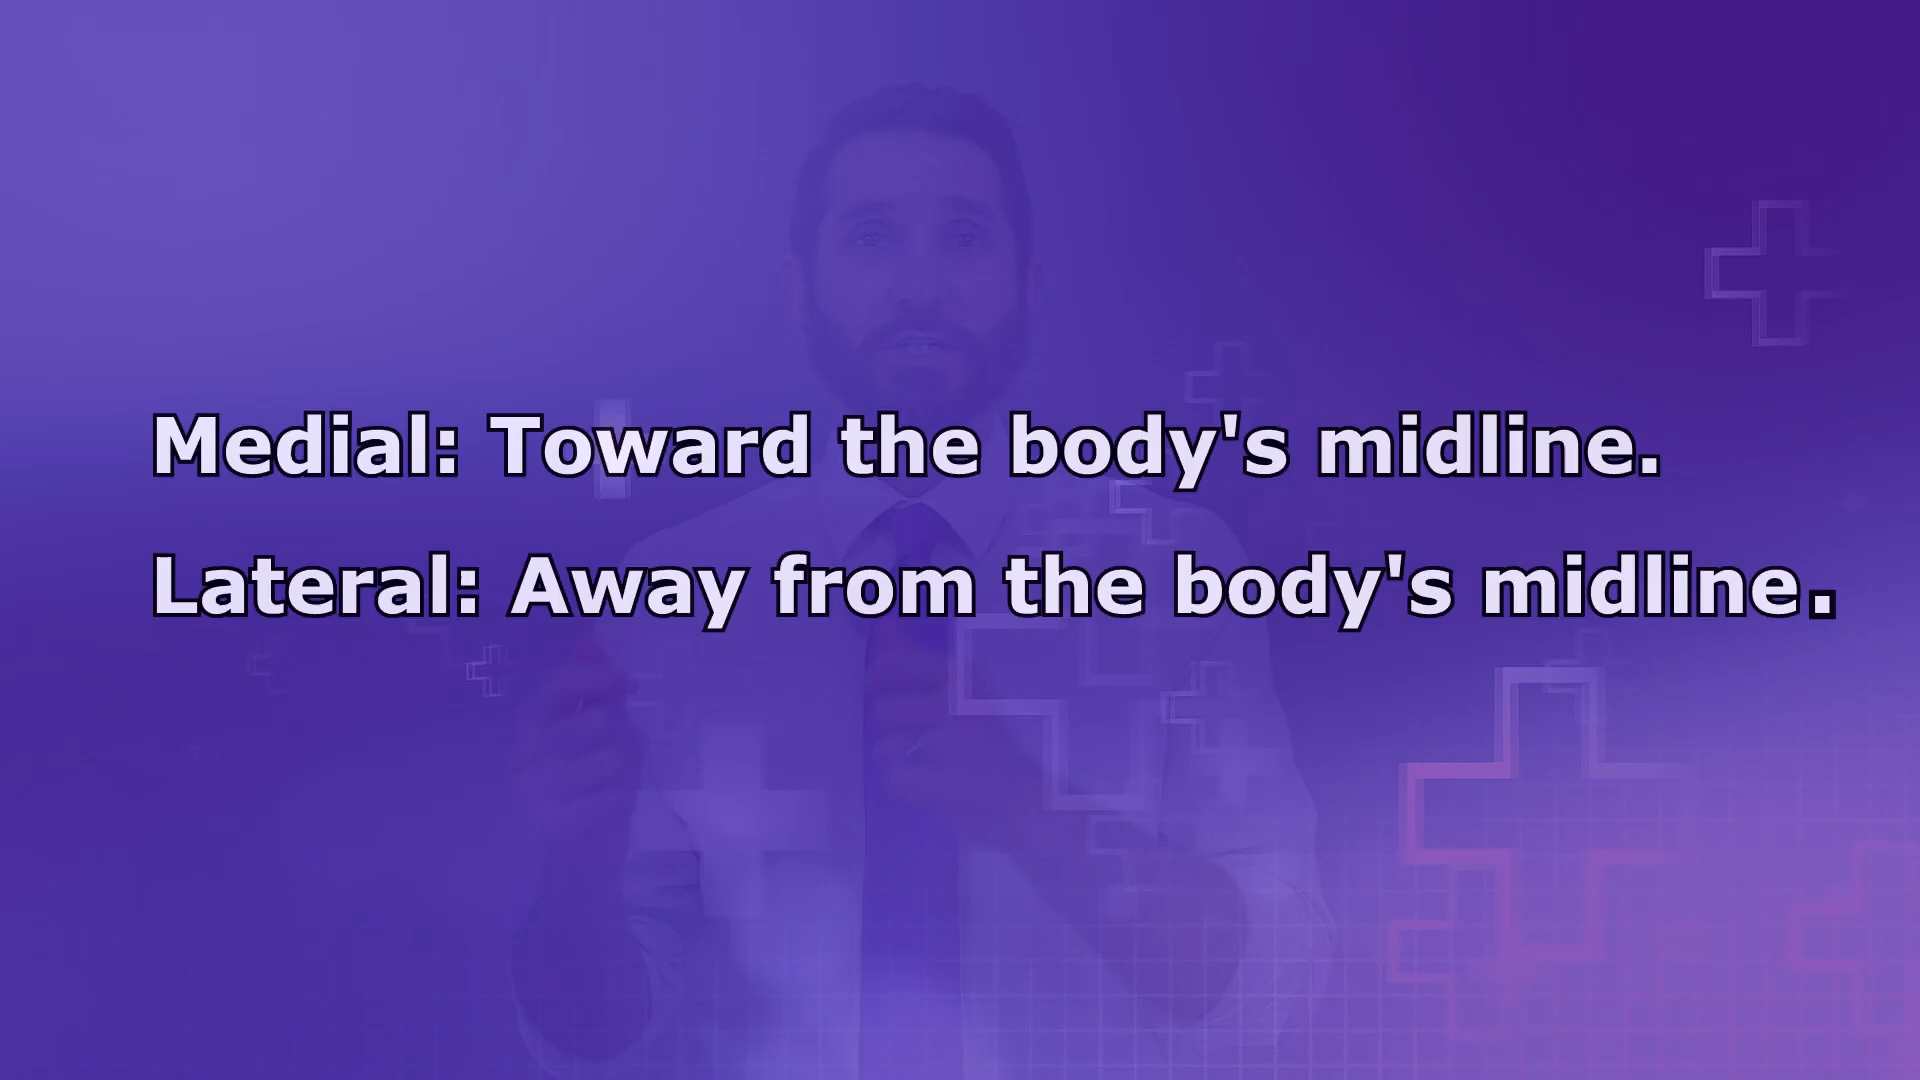 Medial: Toward the body's midline.
Lateral: Away from the body's midline.